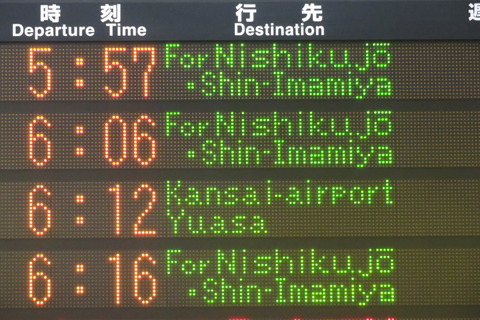 時刻 行先
Departure Time Destination
5:57 For Nishikujō
・Shin-Imamiya
6:06 For Nishikujō
・Shin-Imamiya
6:12 Kansai-airport
Yuasa
6:16 For Nishikujō
・Shin-Imamiya